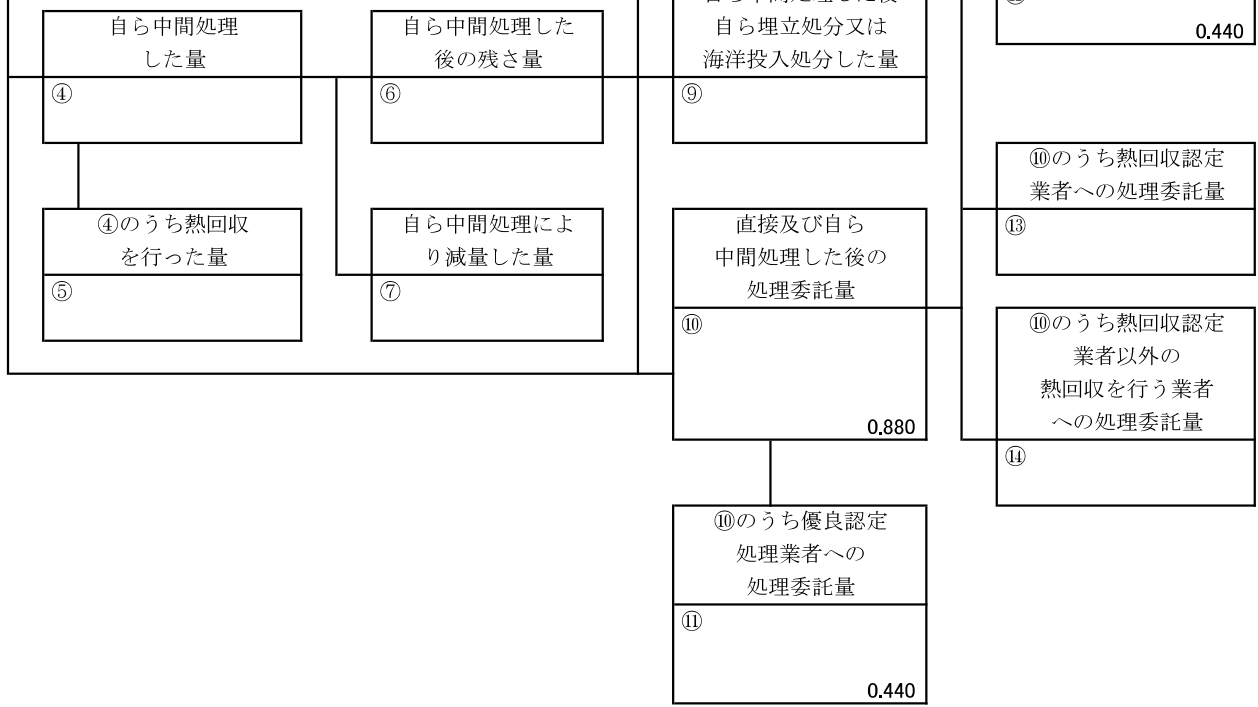 自ら中間処理
した量
④
自ら中間処理した
後の残さ量
⑥
自ら埋立処分又は
海洋投入処分した量
⑨
0.440
④のうち熱回収
を行った量
⑤
自ら中間処理によ
り減量した量
⑦
直接及び自ら
中間処理した後の
処理委託量
⑩
0.880
⑩のうち熱回収認定
業者への処理委託量
⑬
⑩のうち熱回収認定
業者以外の
熱回収を行う業者
への処理委託量
⑭
⑩のうち優良認定
処理業者への
処理委託量
⑪
0.440